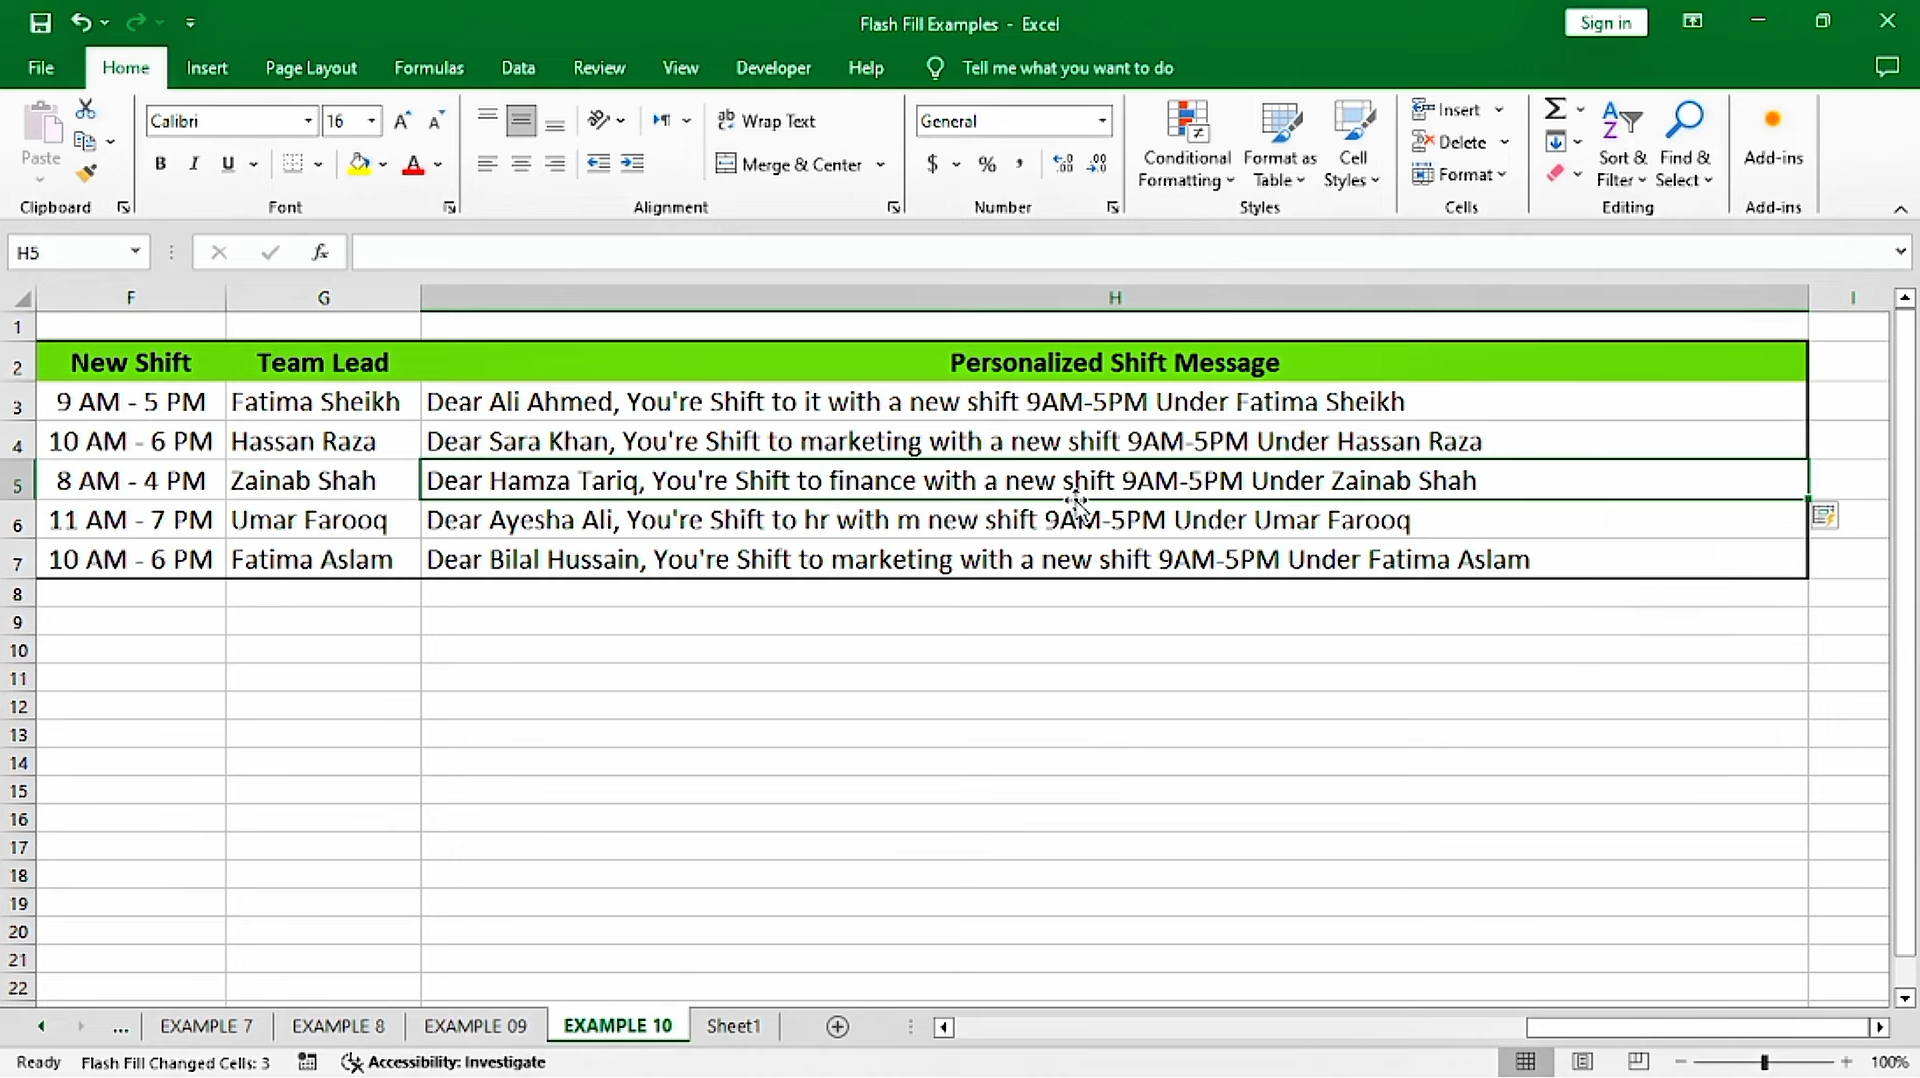 Flash Fill Examples - Excel
Sign in
File Home Insert Page Layout Formulas Data Review View Developer Help Tell me what you want to do
Calibri 16 Wrap Text General Insert
Paste B I U Merge & Center $ % , Conditional Formatting Format as Table Cell Styles Delete Sort & Filter Find & Select Add-ins
Format
Clipboard Font Alignment Number Styles Cells Editing Add-ins
H5 fx
F G H I
1
2 New Shift Team Lead Personalized Shift Message
3 9 AM - 5 PM Fatima Sheikh Dear Ali Ahmed, You're Shift to it with a new shift 9AM-5PM Under Fatima Sheikh
4 10 AM - 6 PM Hassan Raza Dear Sara Khan, You're Shift to marketing with a new shift 9AM-5PM Under Hassan Raza
5 8 AM - 4 PM Zainab Shah Dear Hamza Tariq, You're Shift to finance with a new shift 9AM-5PM Under Zainab Shah
6 11 AM - 7 PM Umar Farooq Dear Ayesha Ali, You're Shift to hr with m new shift 9AM-5PM Under Umar Farooq
7 10 AM - 6 PM Fatima Aslam Dear Bilal Hussain, You're Shift to marketing with a new shift 9AM-5PM Under Fatima Aslam
8
9
10
11
12
13
14
15
16
17
18
19
20
21
22
... EXAMPLE 7 EXAMPLE 8 EXAMPLE 09 EXAMPLE 10 Sheet1
Ready Flash Fill Changed Cells: 3 Accessibility: Investigate 100%